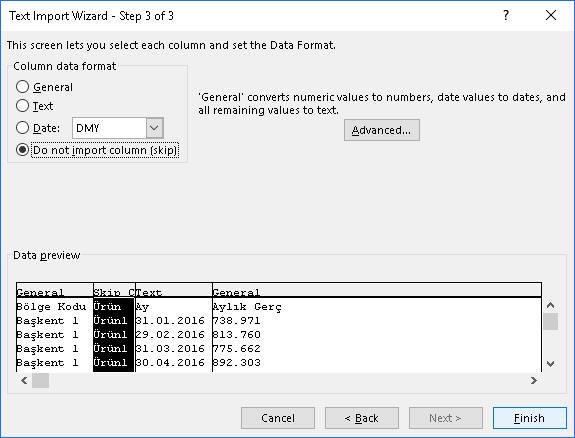 Text Import Wizard - Step 3 of 3
? ×
This screen lets you select each column and set the Data Format.
Column data format
General
Text
Date: DMY
Do not import column (skip)
'General' converts numeric values to numbers, date values to dates, and
all remaining values to text.
Advanced...
Data preview
General Skip C Text General
Bölge Kodu Ürün Ay Aylık Gerç
Başkent 1 Ürün1 31.01.2016 738.971
Başkent 1 Ürün1 29.02.2016 813.760
Başkent 1 Ürün1 31.03.2016 775.662
Başkent 1 Ürün1 30.04.2016 892.303
Cancel < Back Next > Finish